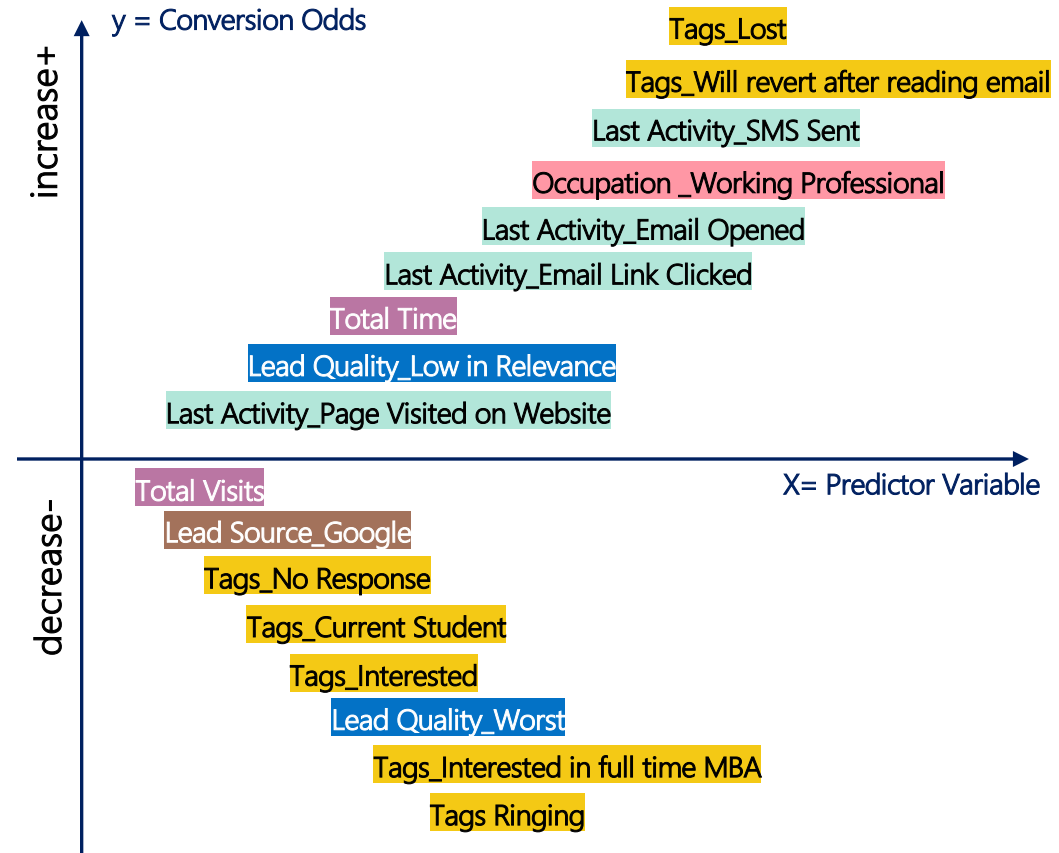 y = Conversion Odds
increase+
Tags_Lost
Tags_Will revert after reading email
Last Activity_SMS Sent
Occupation _Working Professional
Last Activity_Email Opened
Last Activity_Email Link Clicked
Total Time
Lead Quality_Low in Relevance
Last Activity_Page Visited on Website
X= Predictor Variable
decrease-
Total Visits
Lead Source_Google
Tags_No Response
Tags_Current Student
Tags_Interested
Lead Quality_Worst
Tags_Interested in full time MBA
Tags Ringing